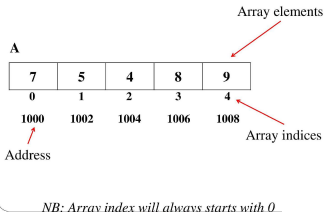 Array elements
A
7 5 4 8 9
0 1 2 3 4
1000 1002 1004 1006 1008
Array indices
Address
NB: Array index will always starts with 0